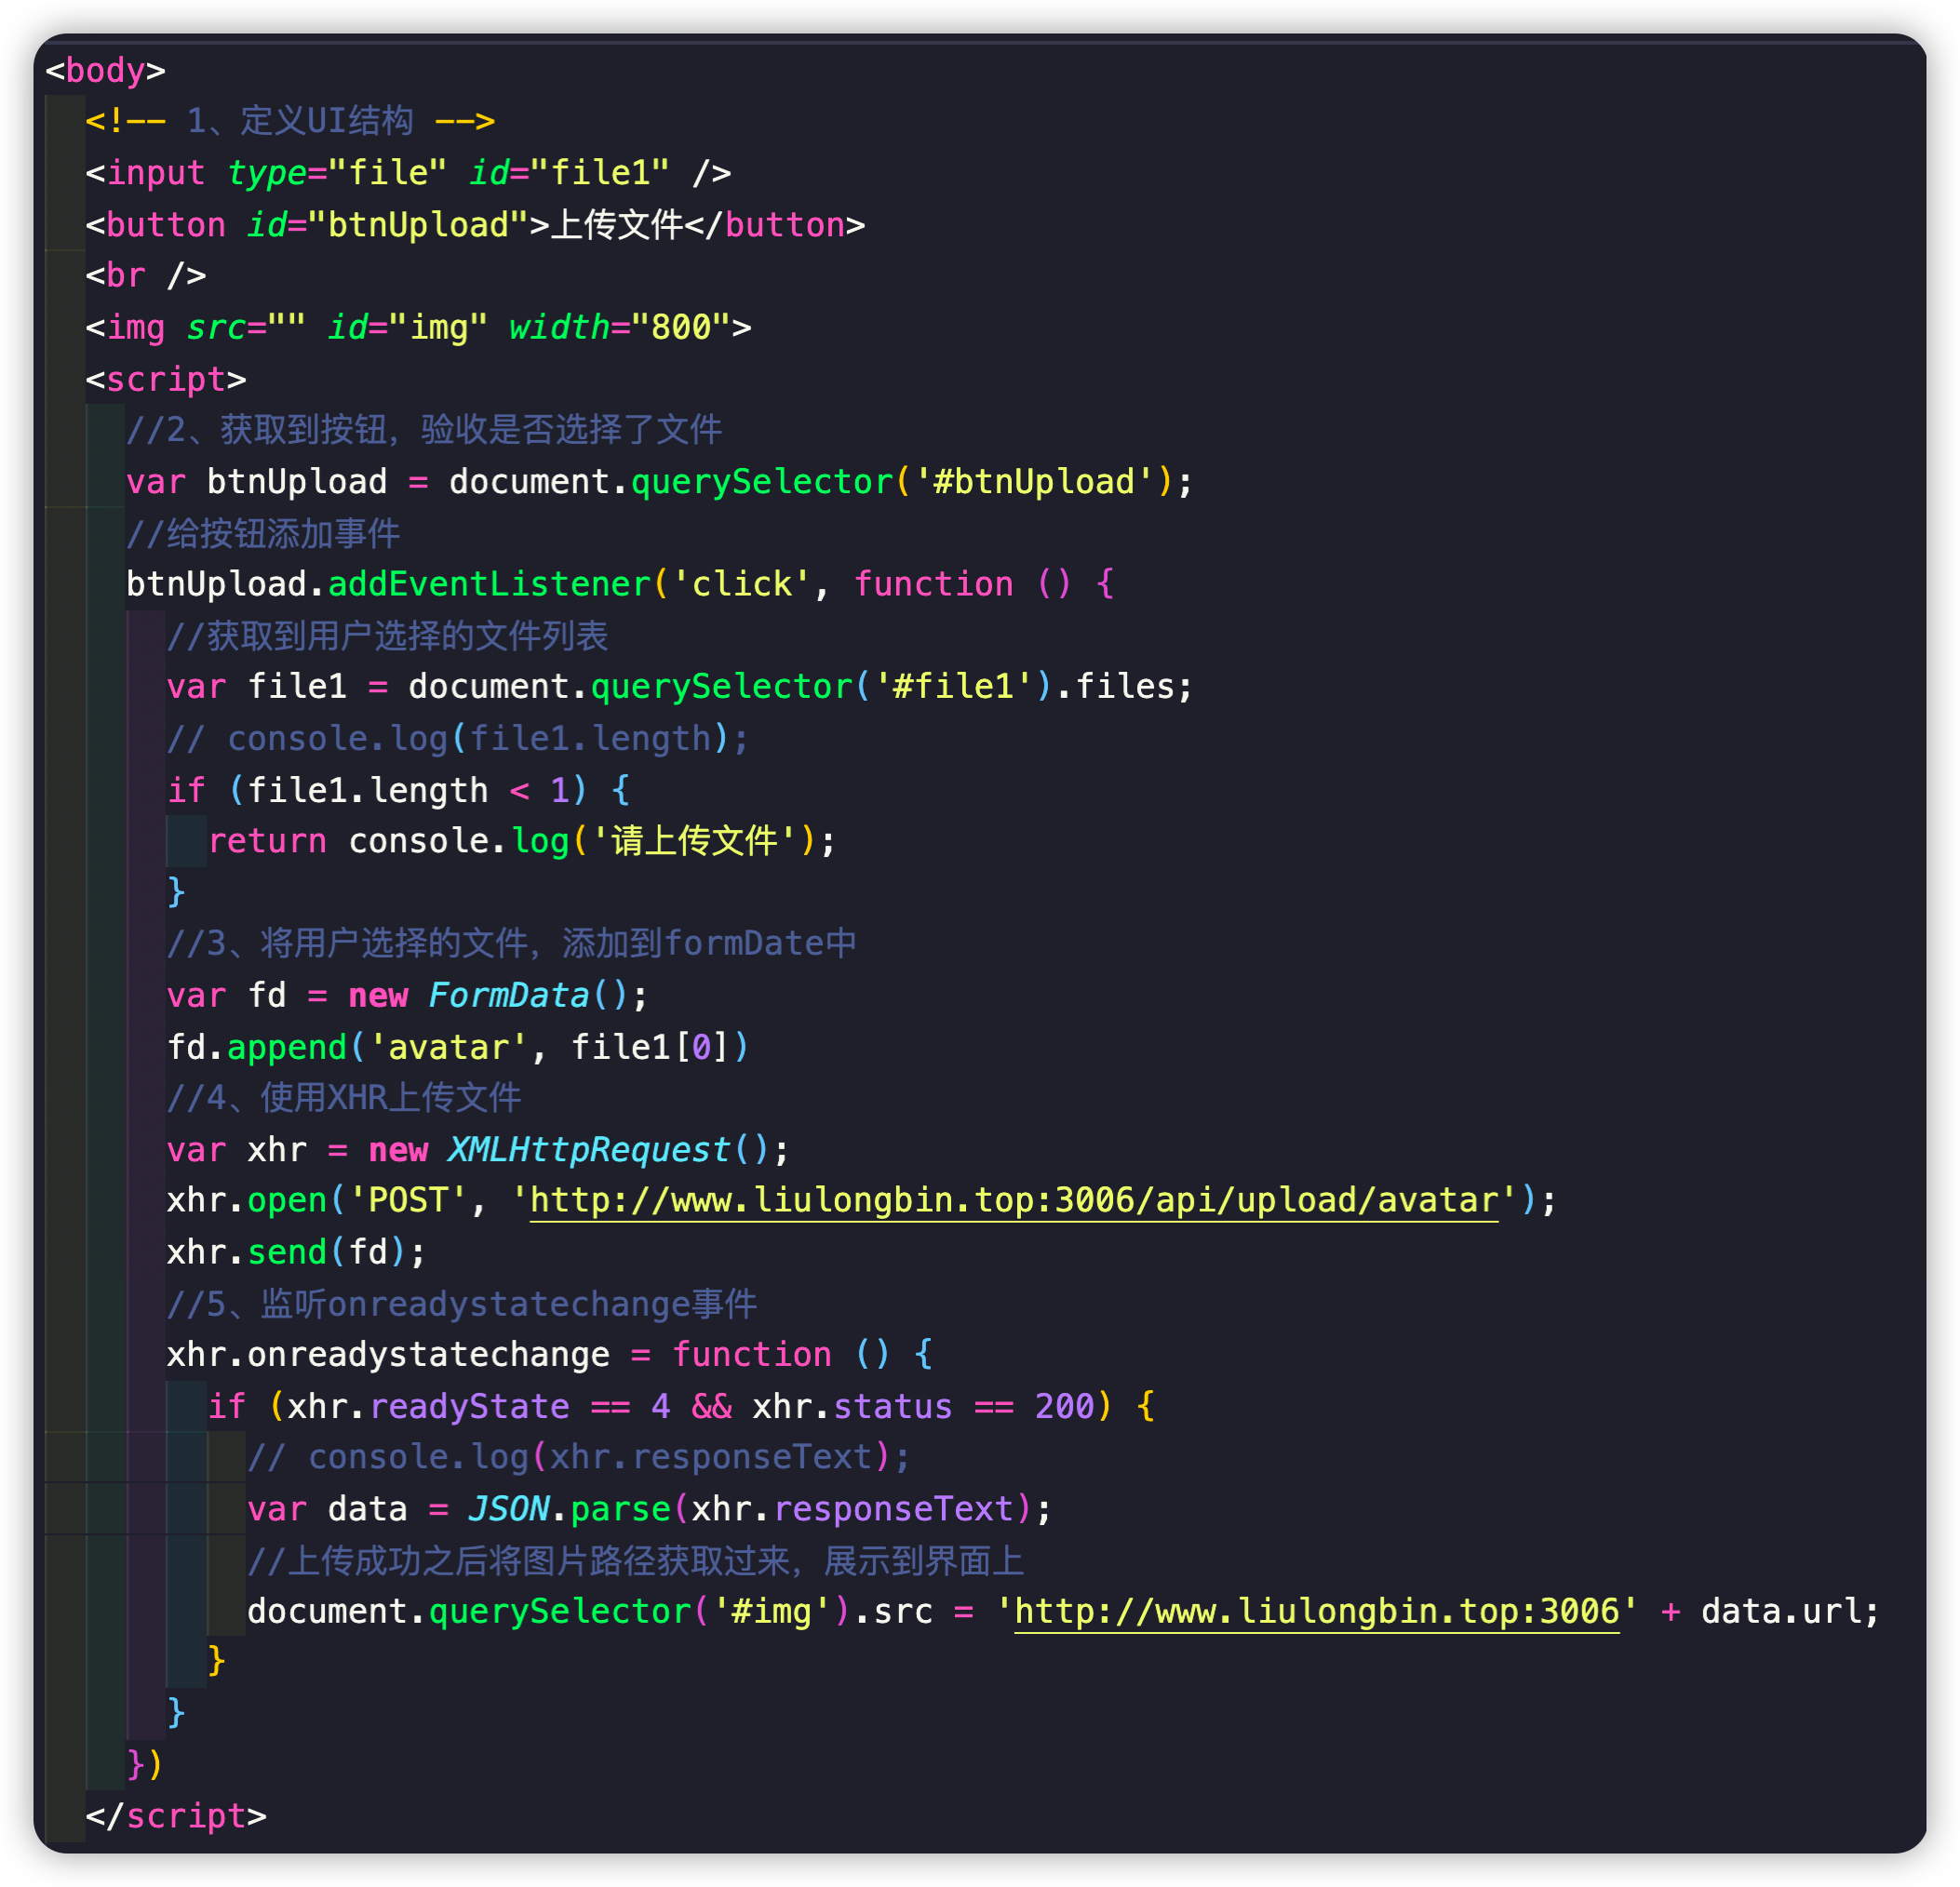 <body>
<!-- 1、定义UI结构 -->
<input type="file" id="file1" />
<button id="btnUpload">上传文件</button>
<br />
<img src="" id="img" width="800">
<script>
//2、获取到按钮，验收是否选择了文件
var btnUpload = document.querySelector('#btnUpload');
//给按钮添加事件
btnUpload.addEventListener('click', function () {
//获取到用户选择的文件列表
var file1 = document.querySelector('#file1').files;
// console.log(file1.length);
if (file1.length < 1) {
return console.log('请上传文件');
}
//3、将用户选择的文件，添加到formDate中
var fd = new FormData();
fd.append('avatar', file1[0])
//4、使用XHR上传文件
var xhr = new XMLHttpRequest();
xhr.open('POST', 'http://www.liulongbin.top:3006/api/upload/avatar');
xhr.send(fd);
//5、监听onreadystatechange事件
xhr.onreadystatechange = function () {
if (xhr.readyState == 4 && xhr.status == 200) {
// console.log(xhr.responseText);
var data = JSON.parse(xhr.responseText);
//上传成功之后将图片路径获取过来，展示到界面上
document.querySelector('#img').src = 'http://www.liulongbin.top:3006' + data.url;
}
}
})
</script>